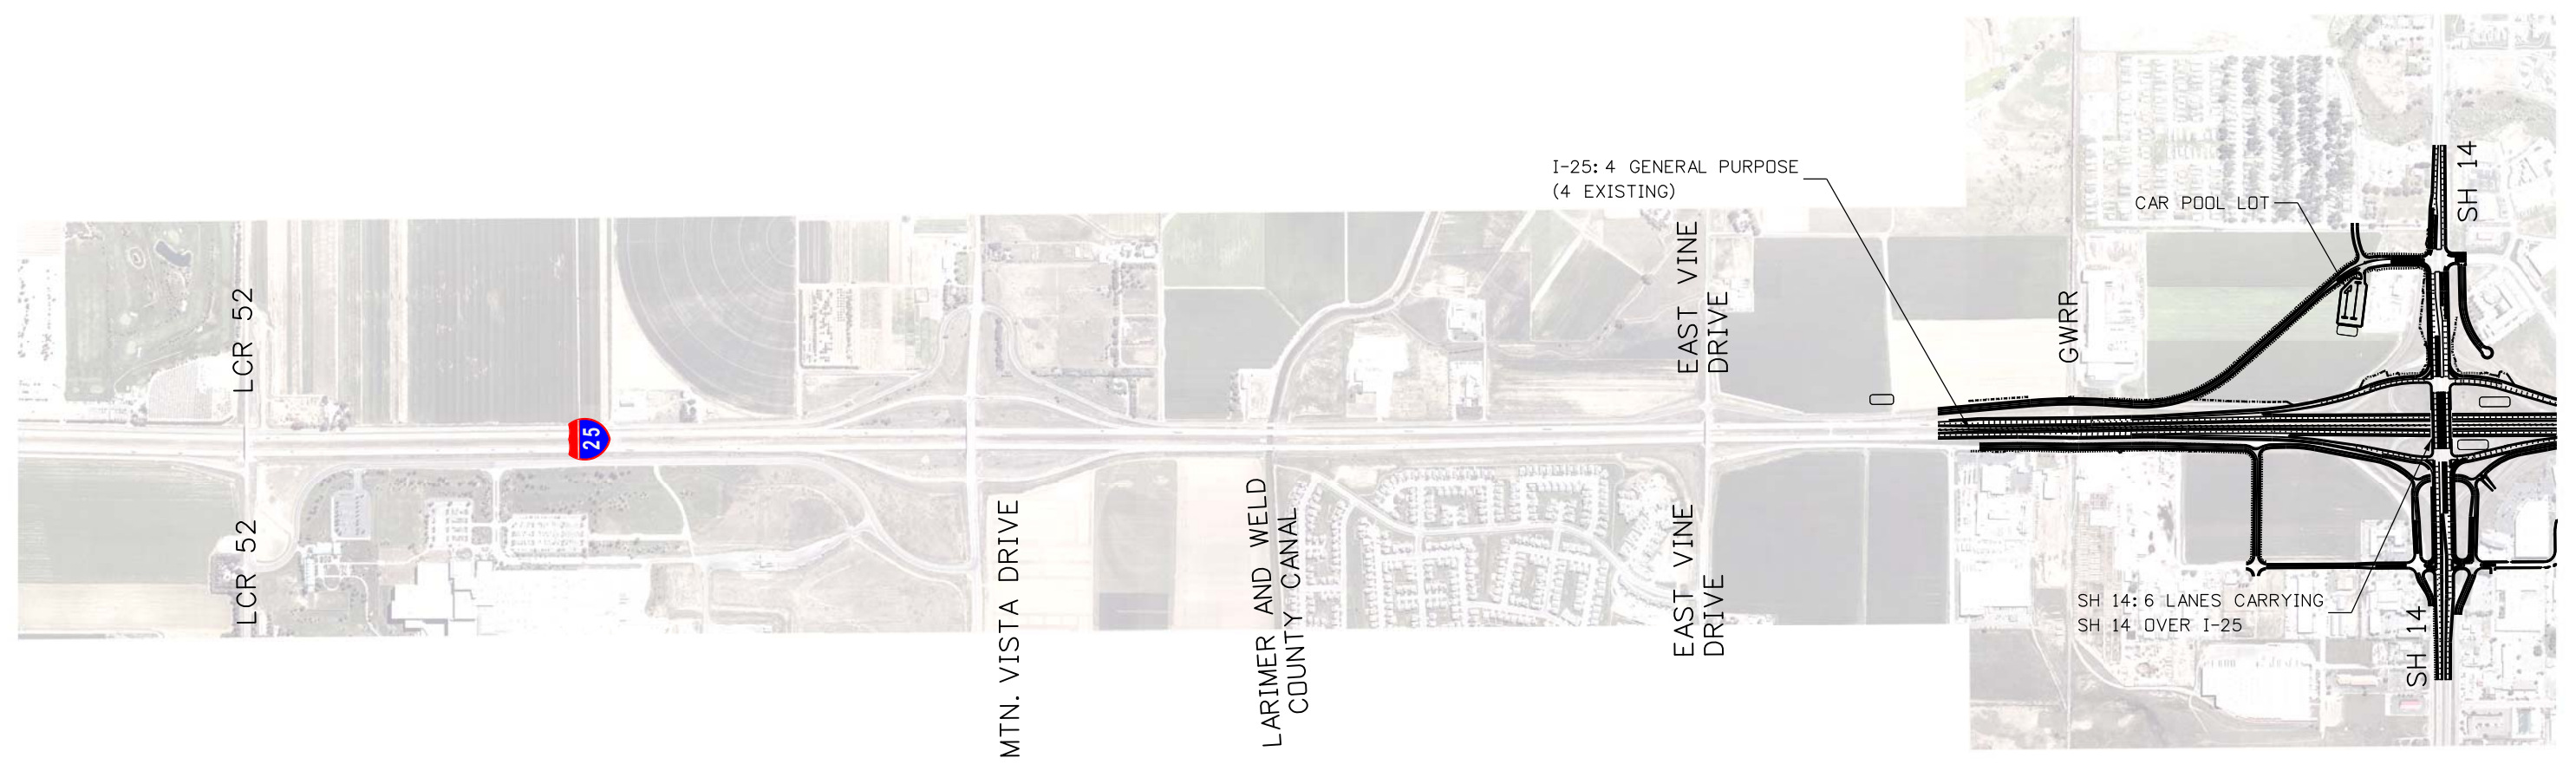 I-25: 4 GENERAL PURPOSE
(4 EXISTING)
CAR POOL LOT
SH 14
LCR 52
EAST VINE
DRIVE
GWRR
25
LCR 52
MTN. VISTA DRIVE
LARIMER AND WELD
COUNTY CANAL
EAST VINE
DRIVE
SH 14: 6 LANES CARRYING
SH 14 OVER I-25
SH 14